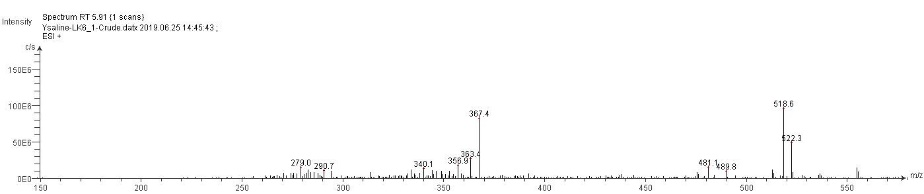 Spectrum RT 5.91 {1 scans}
Intensity
Ysaline-LK6_1-Crude.datx 2019.06.25 14:45:43 ;
ESI +
c/s
150E6
100E6
50E6
0E0
279.0
290.7
340.1
356.9
363.4
367.4
481.1
489.8
518.6
522.3
150
200
250
300
350
400
450
500
550
m/z